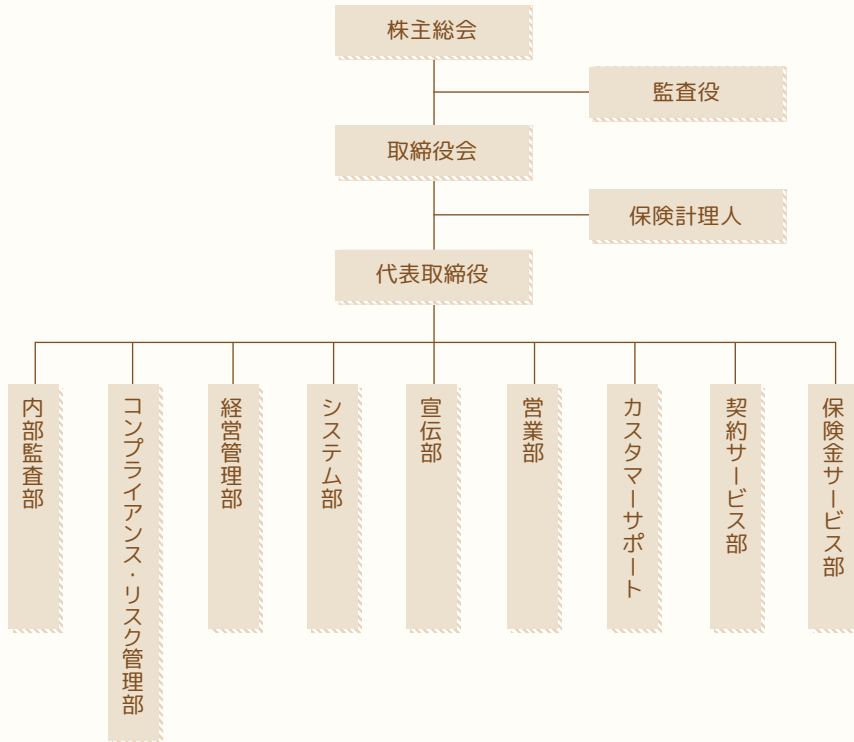 株主総会
監査役
取締役会
保険計理人
代表取締役
内部監査部
コンプライアンス・リスク管理部
経営管理部
システム部
宣伝部
営業部
カスタマーサポート
契約サービス部
保険金サービス部